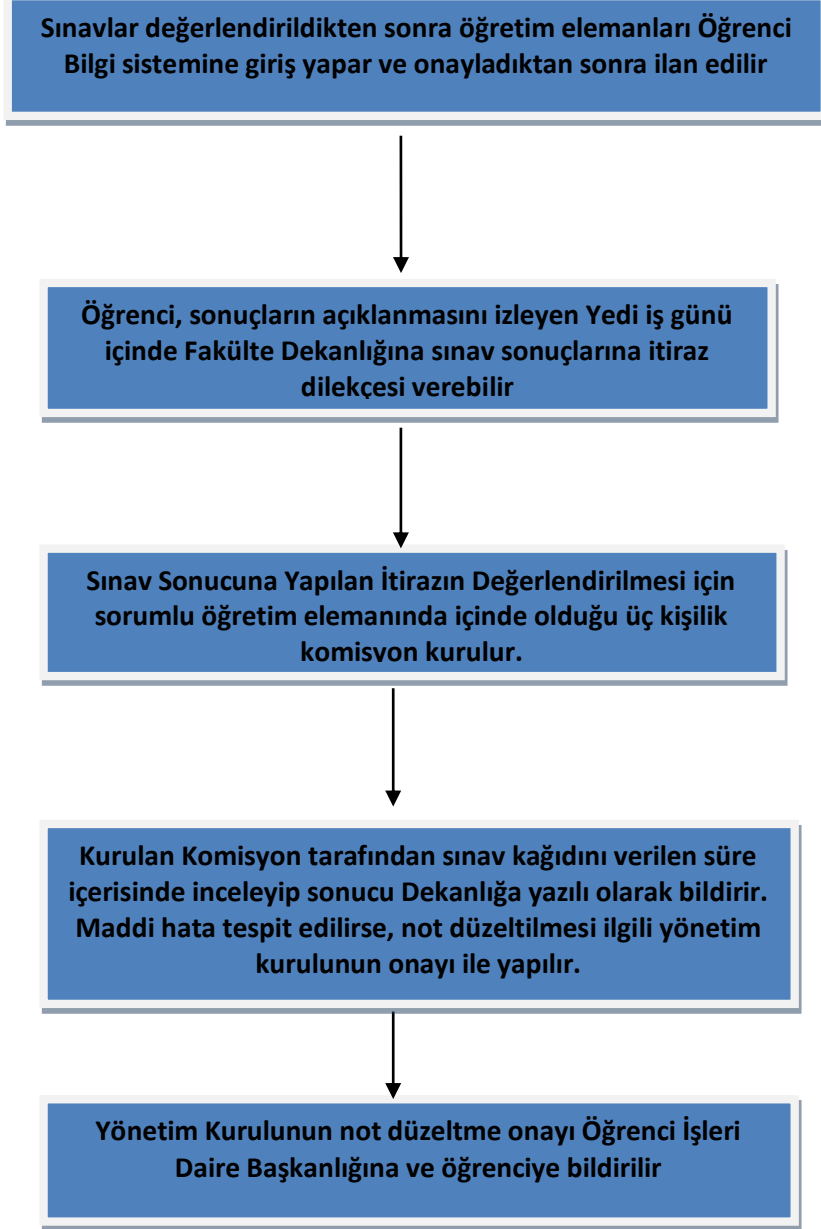 Sınavlar değerlendirildikten sonra öğretim elemanları Öğrenci
Bilgi sistemine giriş yapar ve onayladıktan sonra ilan edilir
Öğrenci, sonuçların açıklanmasını izleyen Yedi iş günü
içinde Fakülte Dekanlığına sınav sonuçlarına itiraz
dilekçesi verebilir
Sınav Sonucuna Yapılan İtirazın Değerlendirilmesi için
sorumlu öğretim elemanında içinde olduğu üç kişilik
komisyon kurulur.
Kurulan Komisyon tarafından sınav kağıdını verilen süre
içerisinde inceleyip sonucu Dekanlığa yazılı olarak bildirir.
Maddi hata tespit edilirse, not düzeltilmesi ilgili yönetim
kurulunun onayı ile yapılır.
Yönetim Kurulunun not düzeltme onayı Öğrenci İşleri
Daire Başkanlığına ve öğrenciye bildirilir